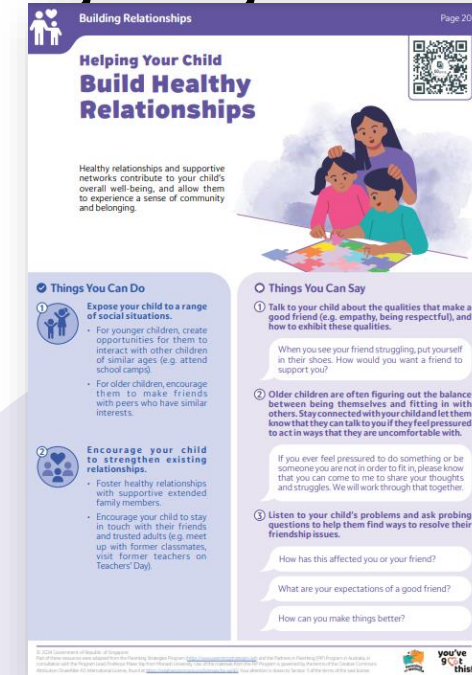 Building Relationships
Page 20
Helping Your Child
Build Healthy
Relationships
Healthy relationships and supportive
networks contribute to your child's
overall well-being, and allow them
to experience a sense of community
and belonging.
Things You Can Do
1
Expose your child to a range
of social situations.
• For younger children, create
opportunities for them to
interact with other children
of similar ages (e.g. attend
school camps).
• For older children, encourage
them to make friends
with peers who have similar
interests.
2
Encourage your child
to strengthen existing
relationships.
• Foster healthy relationships
with supportive extended
family members.
• Encourage your child to stay
in touch with their friends
and trusted adults (e.g. meet
up with former classmates,
visit former teachers on
Teachers' Day).
Things You Can Say
1 Talk to your child about the qualities that make a
good friend (e.g. empathy, being respectful), and
how to exhibit these qualities.
When you see your friend struggling, put yourself
in their shoes. How would you want a friend to
support you?
2 Older children are often figuring out the balance
between being themselves and fitting in with
others. Stay connected with your child and let them
know that they can talk to you if they feel pressured
to act in ways that they are uncomfortable with.
If you ever feel pressured to do something or be
someone you are not in order to fit in, please know
that you can come to me to share your thoughts
and struggles. We will work through that together.
3 Listen to your child's problems and ask probing
questions to help them find ways to resolve their
friendship issues.
How has this affected you or your friend?
What are your expectations of a good friend?
How can you make things better?
© 2024 Government of Republic of Singapore
you've
got
this!